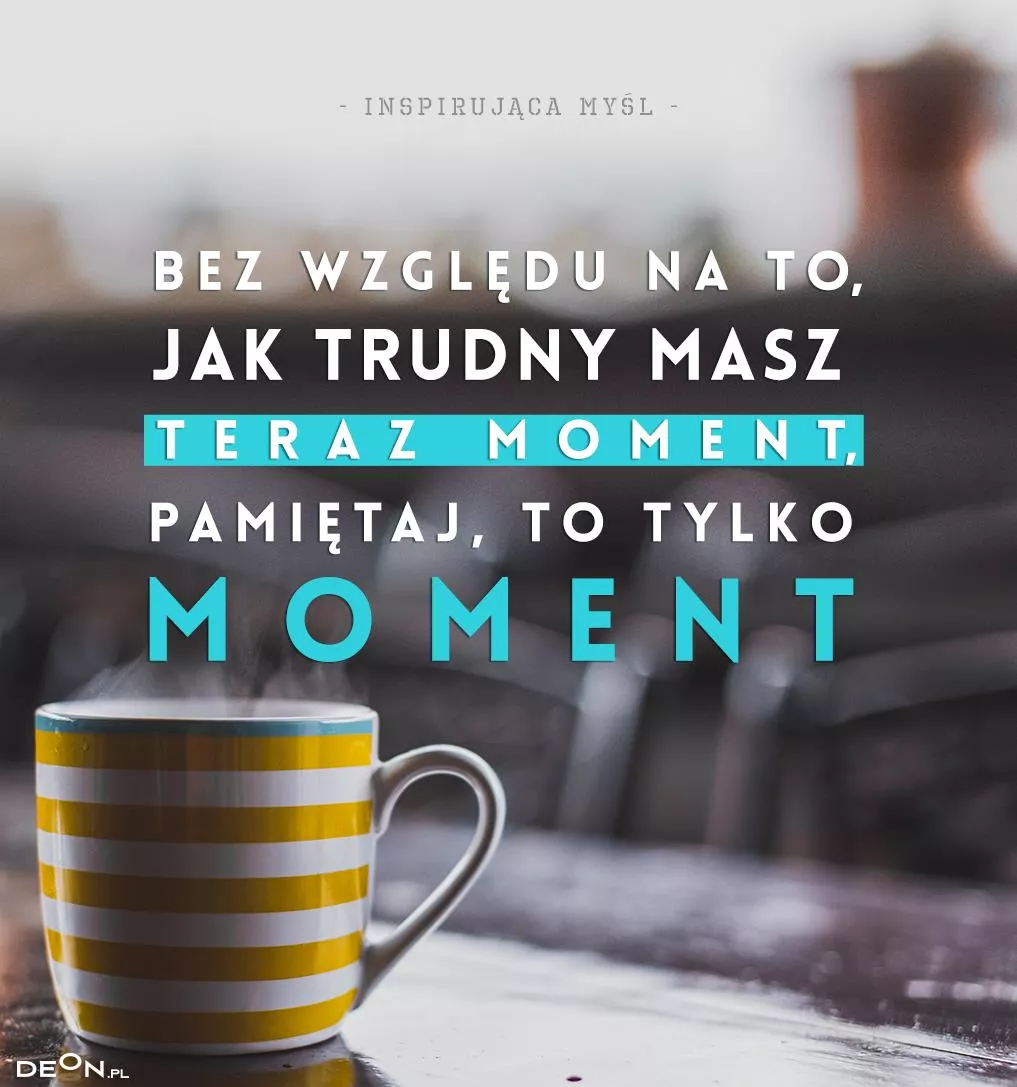 - INSPIRUJĄCA MYŚL -
BEZ WZGLĘDU NA TO,
JAK TRUDNY MASZ
TERAZ MOMENT,
PAMIĘTAJ, TO TYLKO
MOMENT
DEON.PL